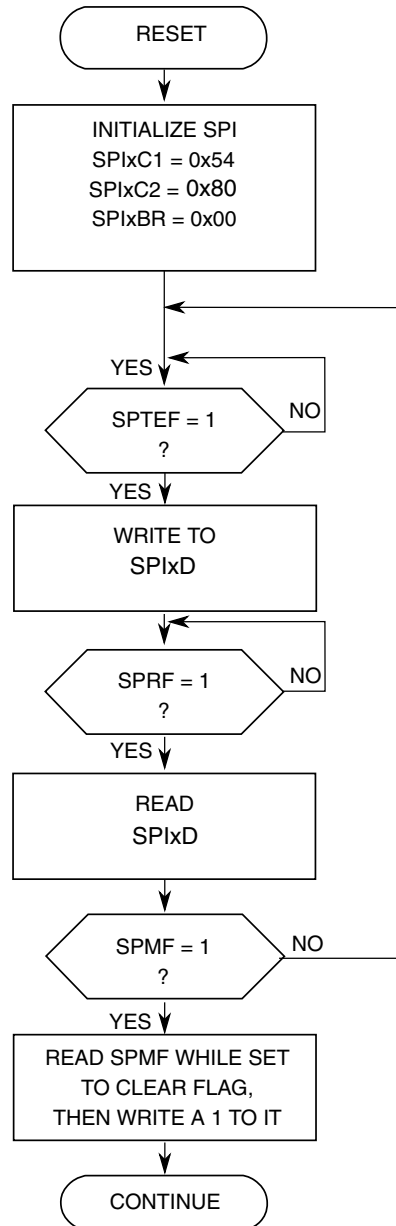 RESET
INITIALIZE SPI
SPIxC1 = 0x54
SPIxC2 = 0x80
SPIxBR = 0x00
YES
SPTEF = 1
?
NO
YES
WRITE TO
SPIxD
SPRF = 1
?
NO
YES
READ
SPIxD
SPMF = 1
?
NO
YES
READ SPMF WHILE SET
TO CLEAR FLAG,
THEN WRITE A 1 TO IT
CONTINUE